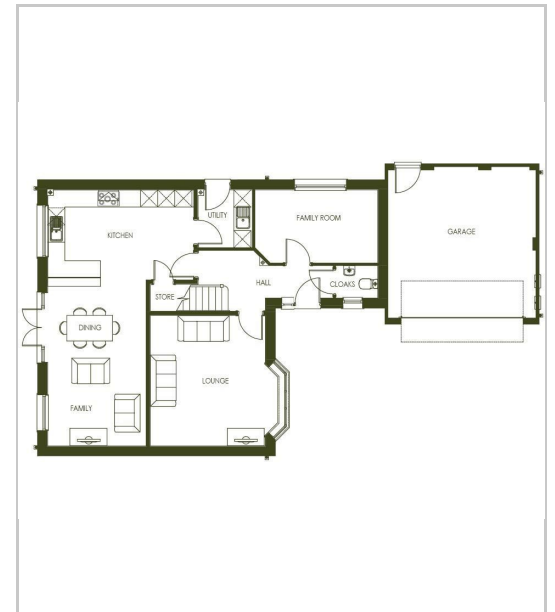 UTILITY
FAMILY ROOM
GARAGE
KITCHEN
HALL
CLOAKS
STORE
DINING
LOUNGE
FAMILY